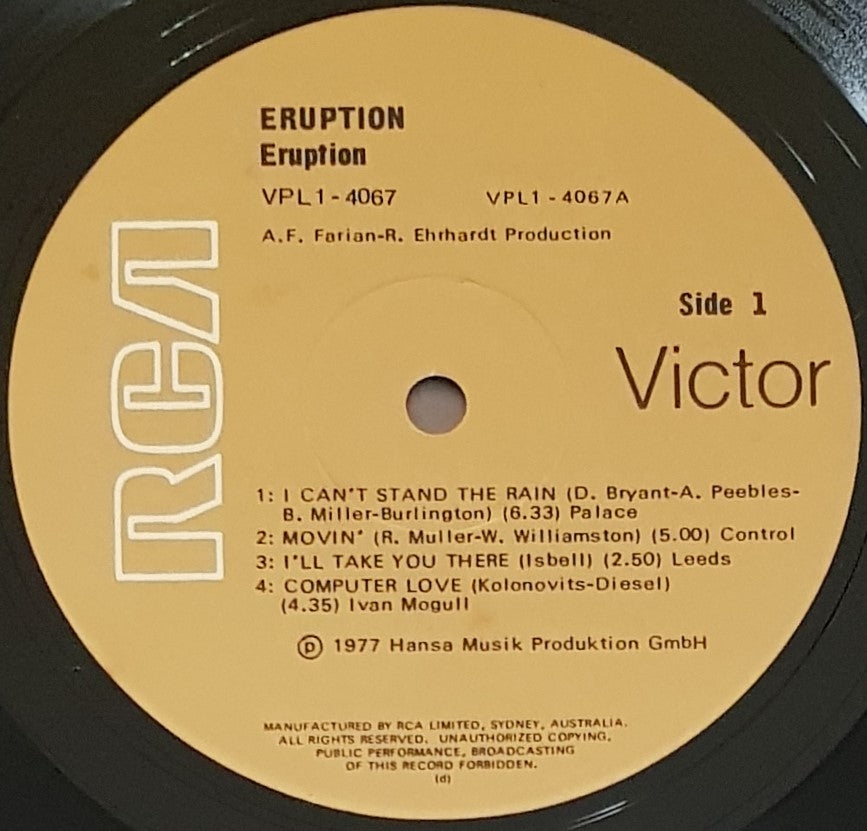 ERUPTION
Eruption
VPL1-4067 VPL1-4067A
A.F. Farian-R. Ehrhardt Production
RCA
Side 1
Victor
1: I CAN'T STAND THE RAIN (D. Bryant-A. Peebles-
B. Miller-Burlington) (6.33) Palace
2: MOVIN' (R. Muller-W. Williamston) (5.00) Control
3: I'LL TAKE YOU THERE (Isbell) (2.50) Leeds
4: COMPUTER LOVE (Kolonovits-Diesel)
(4.35) Ivan Mogull
℗ 1977 Hansa Musik Produktion GmbH
MANUFACTURED BY RCA LIMITED, SYDNEY, AUSTRALIA.
ALL RIGHTS RESERVED. UNAUTHORIZED COPYING,
PUBLIC PERFORMANCE, BROADCASTING
OF THIS RECORD FORBIDDEN.
(d)